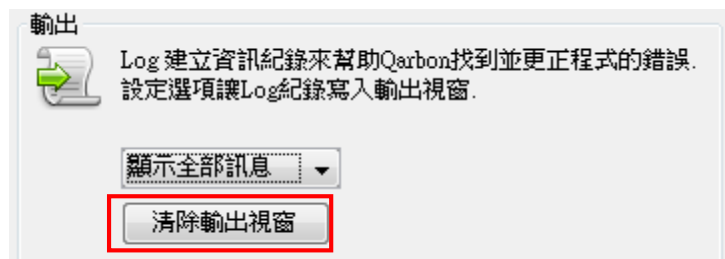 輸出
Log 建立資訊紀錄來幫助Qarbon找到並更正程式的錯誤.
設定選項讓Log紀錄寫入輸出視窗.
顯示全部訊息
清除輸出視窗